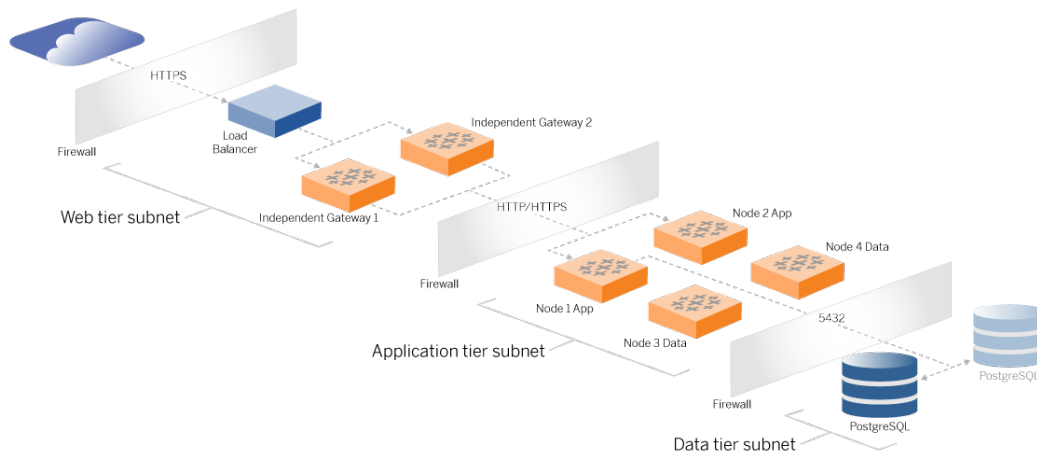 HTTPS
Load
Balancer
Independent Gateway 2
Firewall
Independent Gateway 1
Web tier subnet
HTTP/HTTPS
Node 2 App
Node 4 Data
Firewall
Node 1 App
Node 3 Data
Application tier subnet
5432
PostgreSQL
Firewall
PostgreSQL
Data tier subnet